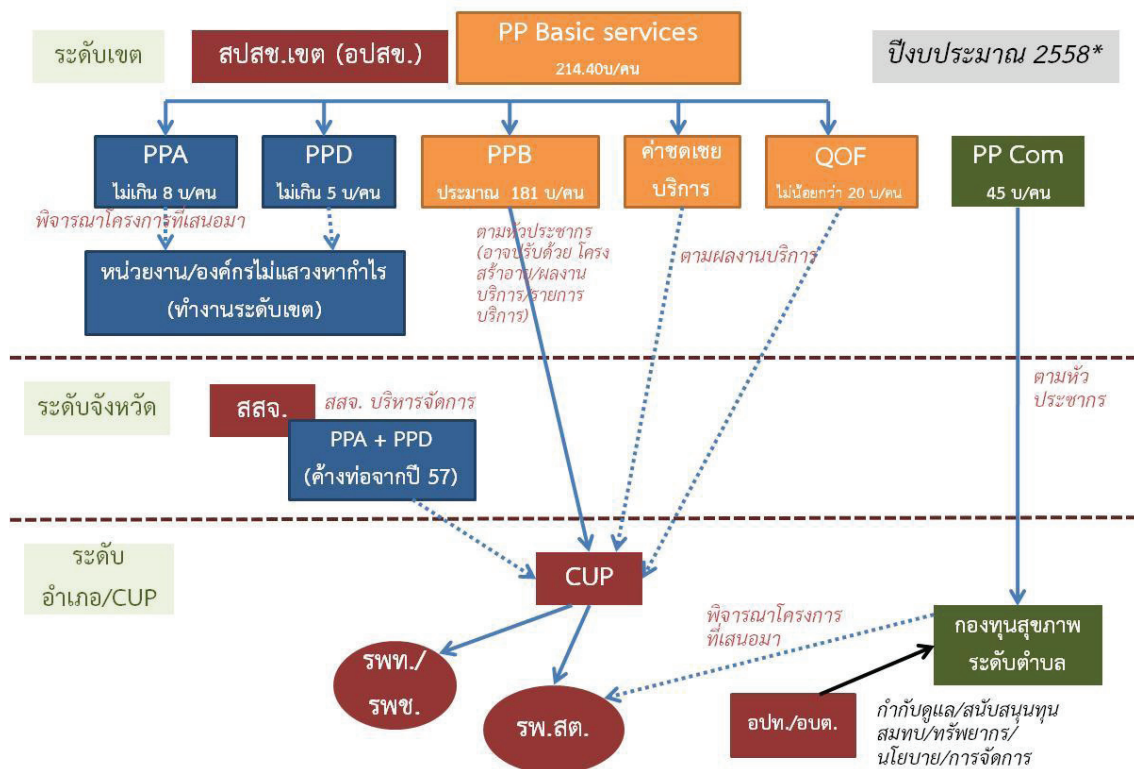 ระดับเขต
สปสช.เขต (อปสข.)
PP Basic services
214.40บ/คน
ปีงบประมาณ 2558*
PPA
ไม่เกิน 8 บ/คน
PPD
ไม่เกิน 5 บ/คน
PPB
ประมาณ 181 บ/คน
ค่าชดเชย
บริการ
QOF
ไม่น้อยกว่า 20 บ/คน
PP Com
45 บ/คน
พิจารณาโครงการที่เสนอมา
หน่วยงาน/องค์กรไม่แสวงหากำไร
(ทำงานระดับเขต)
ตามหัวประชากร
(อาจปรับด้วย โครง
สร้าอายุ/ผลงาน
บริการ/รายการ
บริการ)
ตามผลงานบริการ
ระดับจังหวัด
สสจ.
สสจ. บริหารจัดการ
PPA + PPD
(ค้างท่อจากปี 57)
ตามหัว
ประชากร
ระดับ
อำเภอ/CUP
CUP
รพท./
รพช.
รพ.สต.
พิจารณาโครงการ
ที่เสนอมา
กองทุนสุขภาพ
ระดับตำบล
อปท./อบต.
กำกับดูแล/สนับสนุนทุน
สมทบ/ทรัพยากร/
นโยบาย/การจัดการ